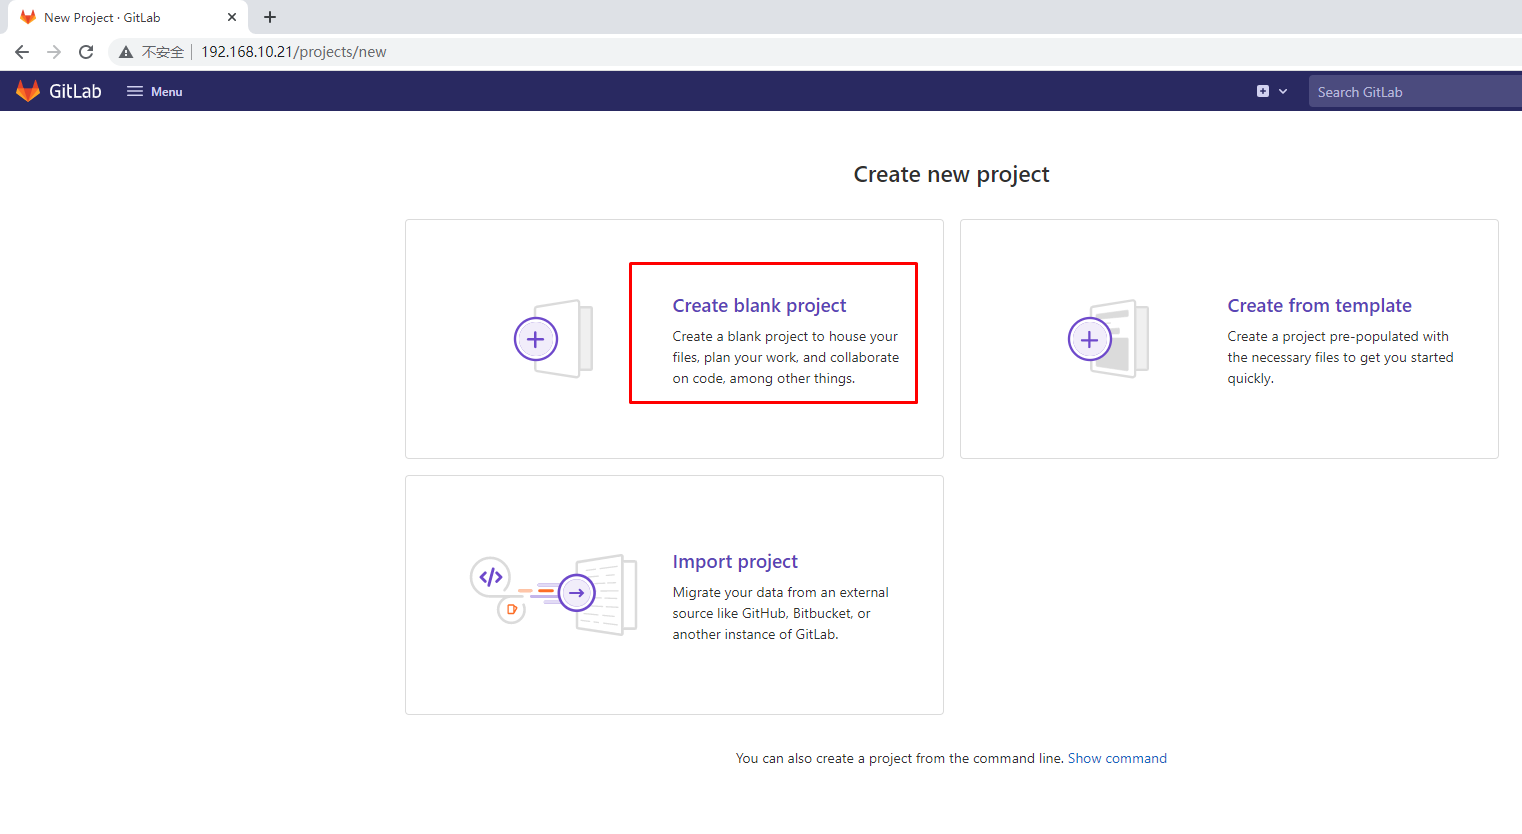 New Project · GitLab
不安全 192.168.10.21/projects/new
GitLab Menu Search GitLab
Create new project
Create blank project
Create a blank project to house your
files, plan your work, and collaborate
on code, among other things.
Create from template
Create a project pre-populated with
the necessary files to get you started
quickly.
Import project
Migrate your data from an external
source like GitHub, Bitbucket, or
another instance of GitLab.
You can also create a project from the command line. Show command